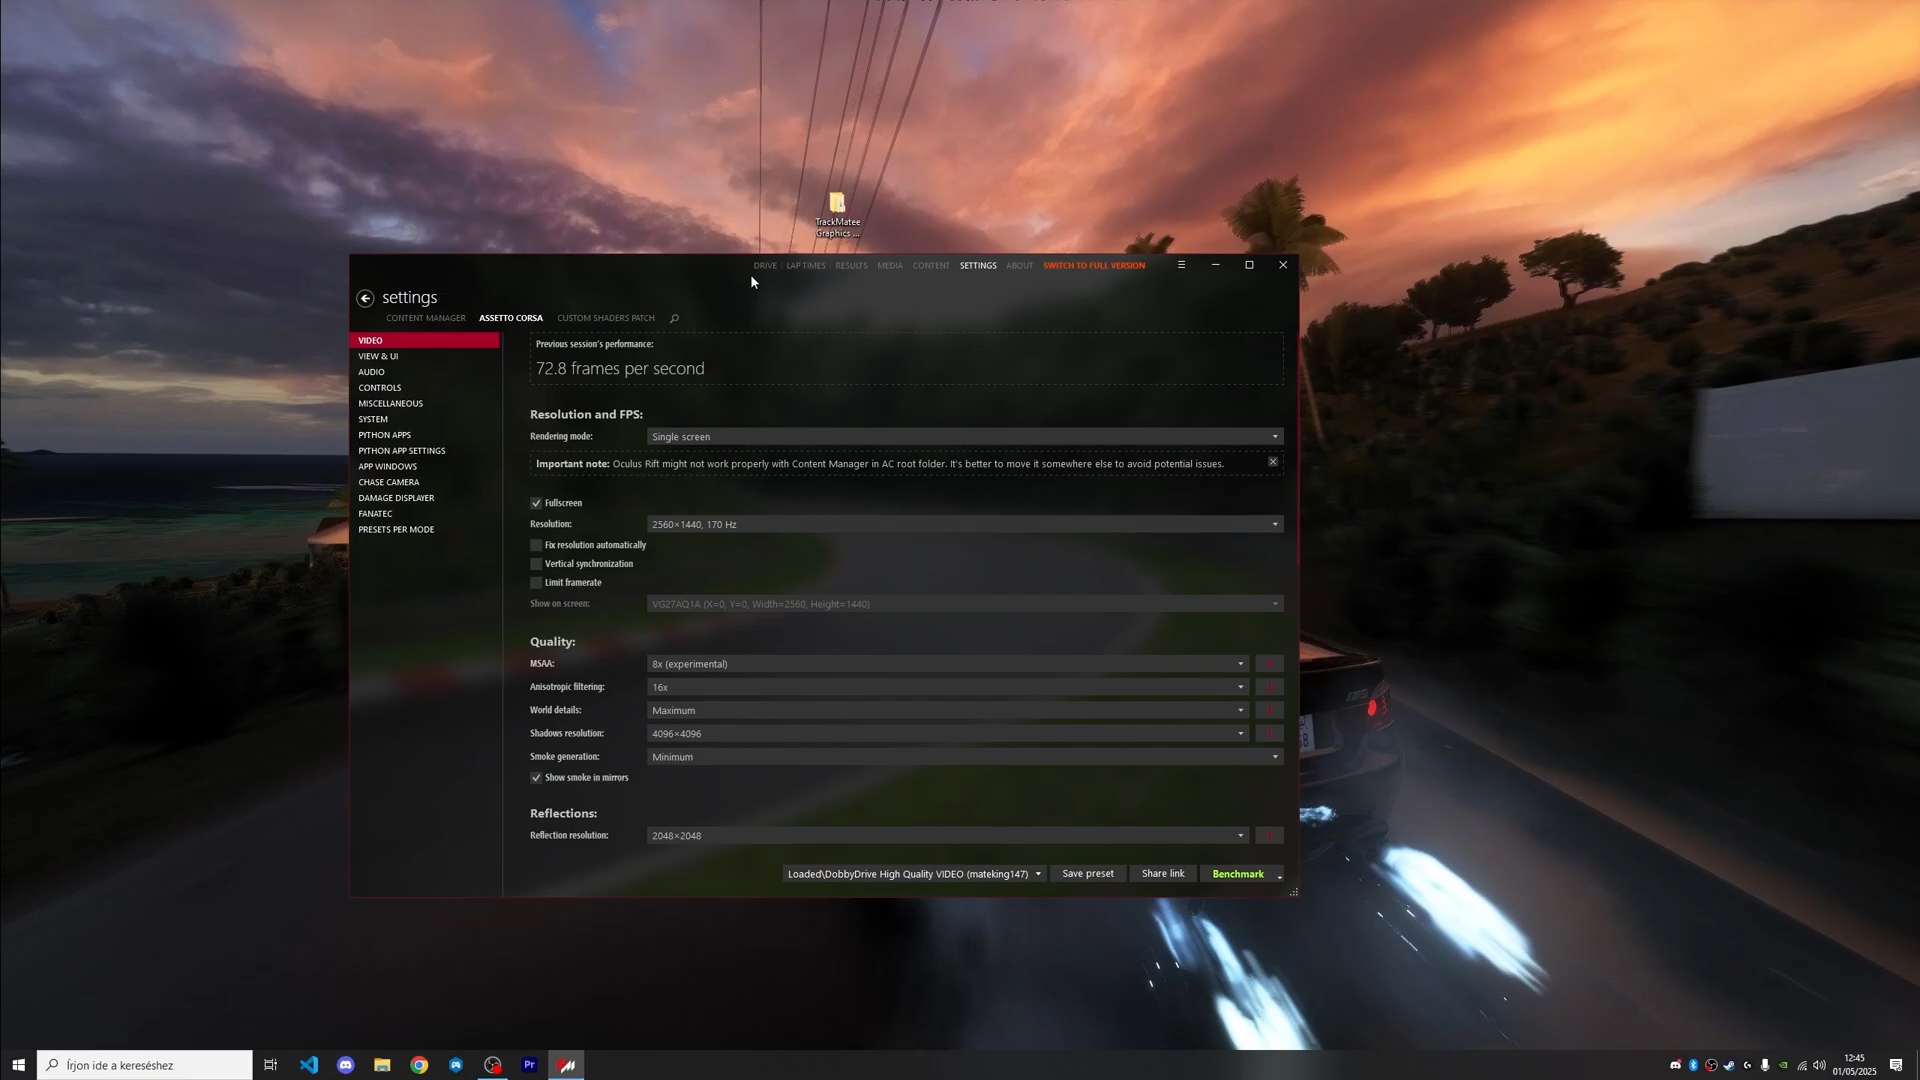 TrackMatee
Graphics ...
DRIVE LAP TIMES RESULTS MEDIA CONTENT SETTINGS ABOUT SWITCH TO FULL VERSION
settings
CONTENT MANAGER ASSETTO CORSA CUSTOM SHADERS PATCH
VIDEO
VIEW & UI
AUDIO
CONTROLS
MISCELLANEOUS
SYSTEM
PYTHON APPS
PYTHON APP SETTINGS
APP WINDOWS
CHASE CAMERA
DAMAGE DISPLAYER
FANATEC
PRESETS PER MODE
Previous session's performance:
72.8 frames per second
Resolution and FPS:
Rendering mode: Single screen
Important note: Oculus Rift might not work properly with Content Manager in AC root folder. It's better to move it somewhere else to avoid potential issues.
Fullscreen
Resolution: 2560×1440, 170 Hz
Fix resolution automatically
Vertical synchronization
Limit framerate
Show on screen: VG27AQ1A (X=0, Y=0, Width=2560, Height=1440)
Quality:
MSAA: 8x (experimental)
Anisotropic filtering: 16x
World details: Maximum
Shadows resolution: 4096×4096
Smoke generation: Minimum
Show smoke in mirrors
Reflections:
Reflection resolution: 2048×2048
Loaded\DobbyDrive High Quality VIDEO (mateking147) Save preset Share link Benchmark
Írjon ide a kereséshez
Pr
12:45
01/05/2025